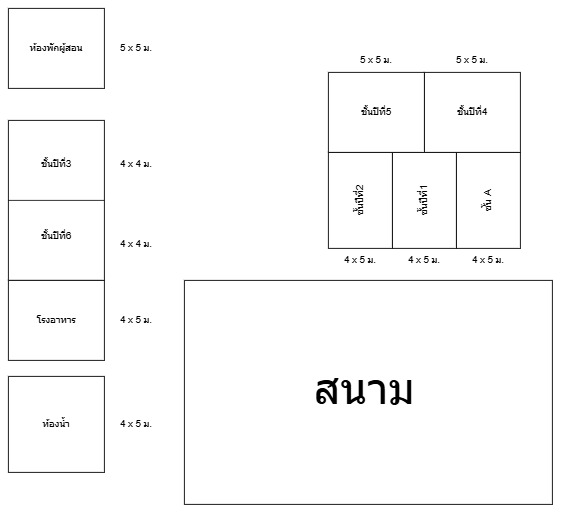 ห้องพักผู้สอน
5 x 5 ม.
5 x 5 ม.
5 x 5 ม.
ชั้นปีที่5
ชั้นปีที่4
ชั้นปีที่3
4 x 4 ม.
ชั้นปีที่2
ชั้นปีที่1
ชั้น A
ชั้นปีที่6
4 x 4 ม.
4 x 5 ม.
4 x 5 ม.
4 x 5 ม.
โรงอาหาร
4 x 5 ม.
สนาม
ห้องน้ำ
4 x 5 ม.